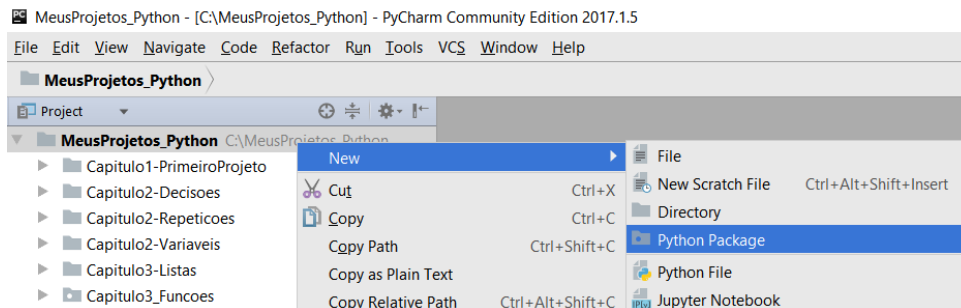 PC MeusProjetos_Python - [C:\MeusProjetos_Python] - PyCharm Community Edition 2017.1.5
File Edit View Navigate Code Refactor Run Tools VCS Window Help
MeusProjetos_Python
Project
MeusProjetos_Python C:\MeusProjetos_Python
Capitulo1-PrimeiroProjeto
Capitulo2-Decisoes
Capitulo2-Repeticoes
Capitulo2-Variaveis
Capitulo3-Listas
Capitulo3_Funcoes
New
Cut Ctrl+X
Copy Ctrl+C
Copy Path Ctrl+Shift+C
Copy as Plain Text
Copy Relative Path Ctrl+Alt+Shift+C
File
New Scratch File Ctrl+Alt+Shift+Insert
Directory
Python Package
Python File
Jupyter Notebook